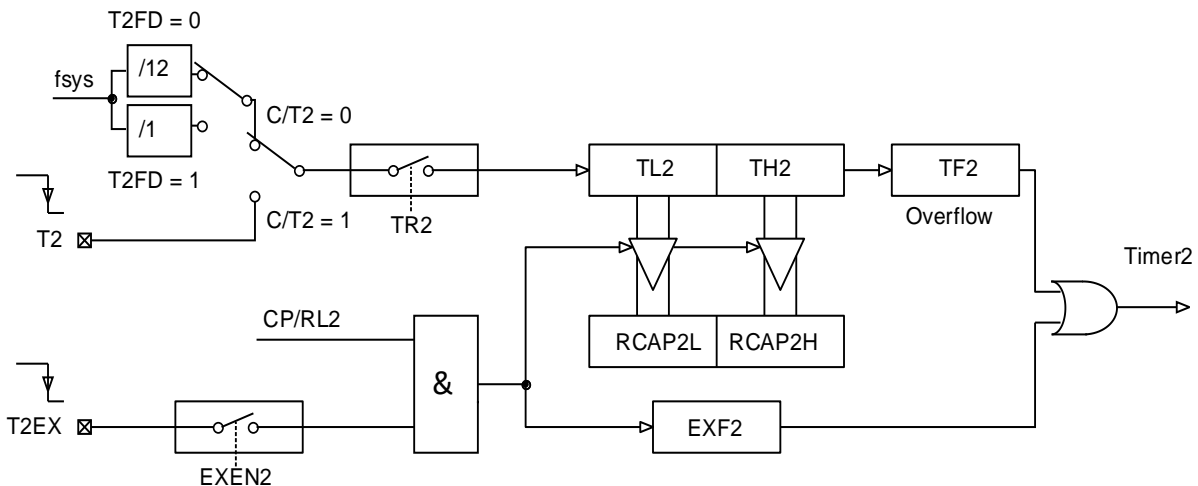 T2FD = 0
/12
fsys
/1
C/T2 = 0
T2FD = 1
T2
C/T2 = 1
TR2
TL2
TH2
TF2
Overflow
Timer2
CP/RL2
&
RCAP2L
RCAP2H
T2EX
EXEN2
EXF2